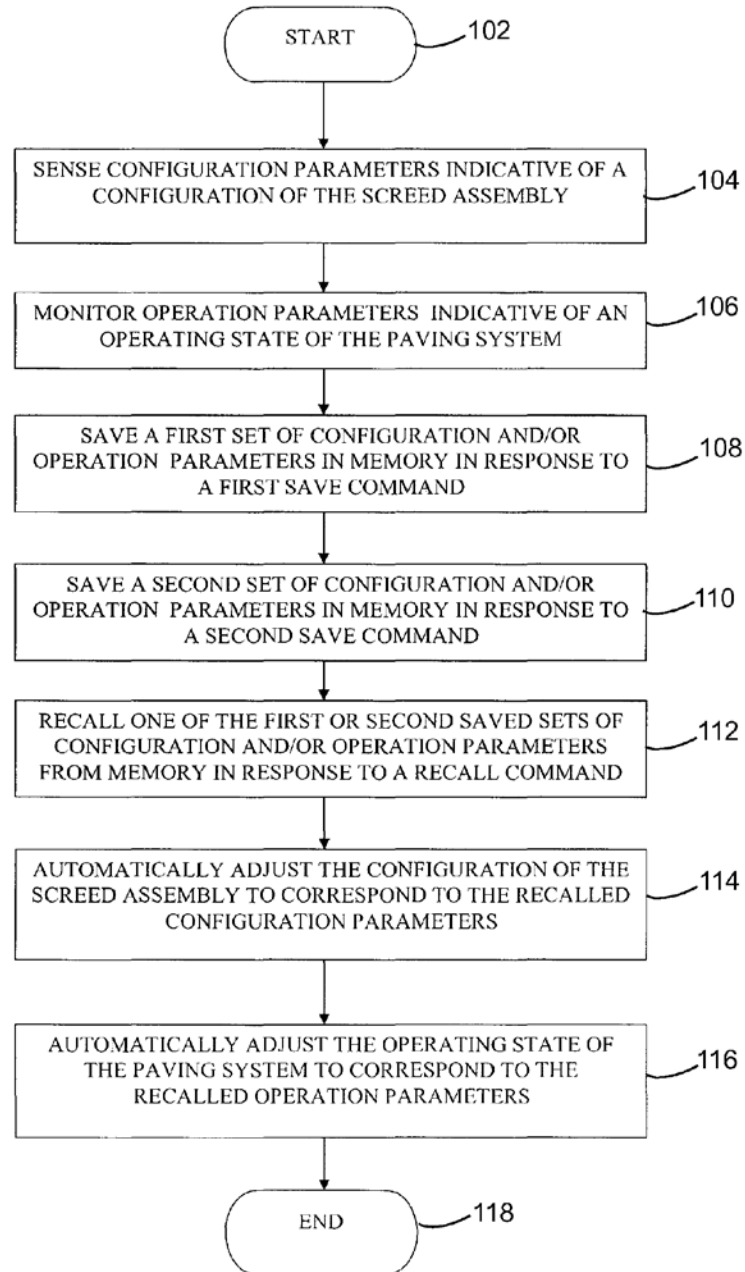 START
102
SENSE CONFIGURATION PARAMETERS INDICATIVE OF A
CONFIGURATION OF THE SCREED ASSEMBLY
104
MONITOR OPERATION PARAMETERS INDICATIVE OF AN
OPERATING STATE OF THE PAVING SYSTEM
106
SAVE A FIRST SET OF CONFIGURATION AND/OR
OPERATION PARAMETERS IN MEMORY IN RESPONSE TO
A FIRST SAVE COMMAND
108
SAVE A SECOND SET OF CONFIGURATION AND/OR
OPERATION PARAMETERS IN MEMORY IN RESPONSE TO
A SECOND SAVE COMMAND
110
RECALL ONE OF THE FIRST OR SECOND SAVED SETS OF
CONFIGURATION AND/OR OPERATION PARAMETERS
FROM MEMORY IN RESPONSE TO A RECALL COMMAND
112
AUTOMATICALLY ADJUST THE CONFIGURATION OF THE
SCREED ASSEMBLY TO CORRESPOND TO THE RECALLED
CONFIGURATION PARAMETERS
114
AUTOMATICALLY ADJUST THE OPERATING STATE OF
THE PAVING SYSTEM TO CORRESPOND TO THE
RECALLED OPERATION PARAMETERS
116
END
118